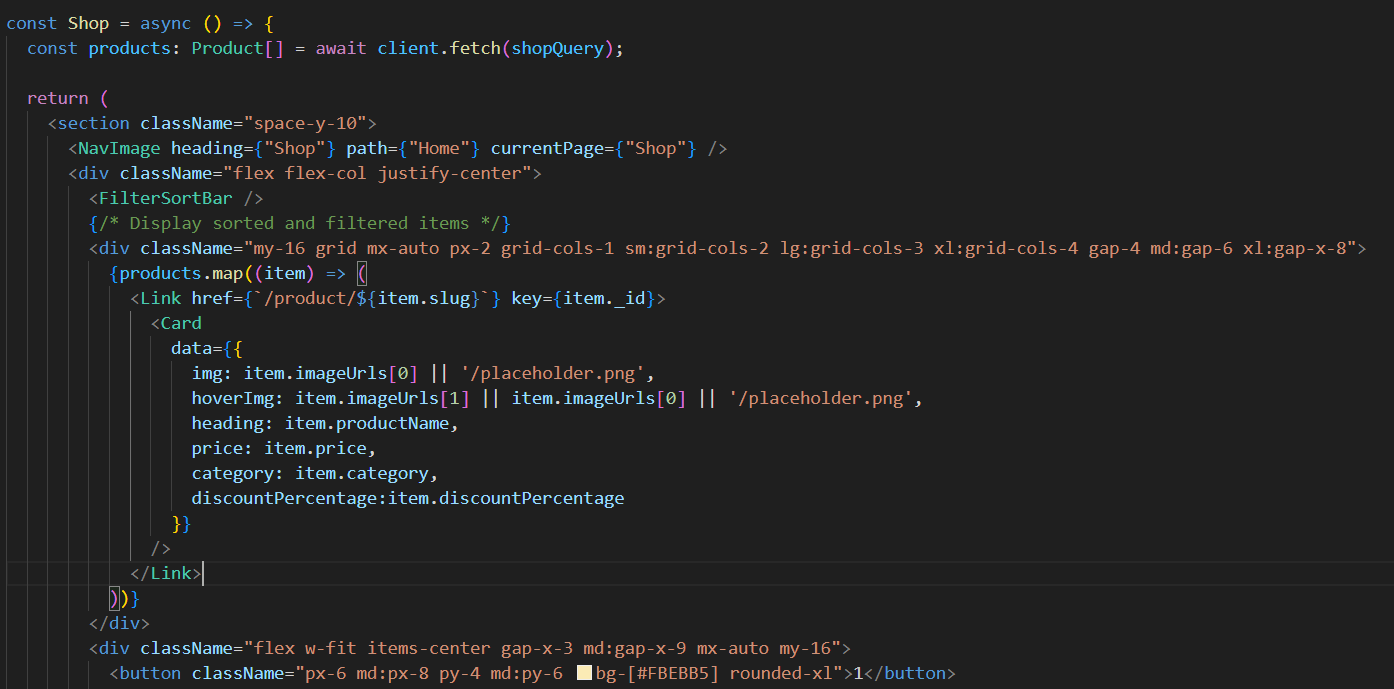 const Shop = async () => {
const products: Product[] = await client.fetch(shopQuery);
return (
<section className="space-y-10">
<NavImage heading={"Shop"} path={"Home"} currentPage={"Shop"} />
<div className="flex flex-col justify-center">
<FilterSortBar />
{/* Display sorted and filtered items */}
<div className="my-16 grid mx-auto px-2 grid-cols-1 sm:grid-cols-2 lg:grid-cols-3 xl:grid-cols-4 gap-4 md:gap-6 xl:gap-x-8">
{products.map((item) => (
<Link href={`/product/${item.slug}`} key={item._id}>
<Card
data={{
img: item.imageUrls[0] || '/placeholder.png',
hoverImg: item.imageUrls[1] || item.imageUrls[0] || '/placeholder.png',
heading: item.productName,
price: item.price,
category: item.category,
discountPercentage:item.discountPercentage
}}
/>
</Link>
))}
</div>
<div className="flex w-fit items-center gap-x-3 md:gap-x-9 mx-auto my-16">
<button className="px-6 md:px-8 py-4 md:py-6 bg-[#FBEBB5] rounded-xl">1</button>